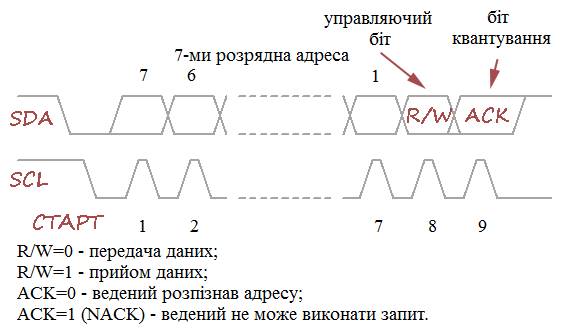 управляючий
біт
біт
квантування
7-ми розрядна адреса
7 6 1
SDA R/W ACK
SCL
СТАРТ 1 2 7 8 9
R/W=0 - передача даних;
R/W=1 - прийом даних;
ACK=0 - ведений розпізнав адресу;
ACK=1 (NACK) - ведений не може виконати запит.